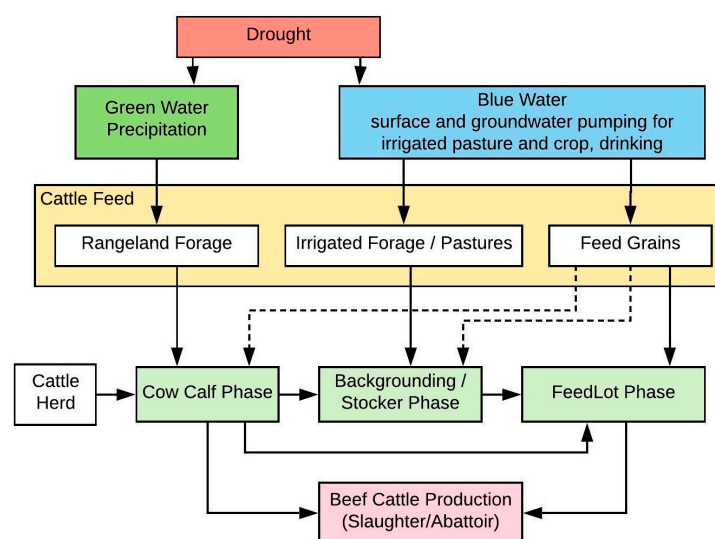 Drought
Green Water
Precipitation
Blue Water
surface and groundwater pumping for
irrigated pasture and crop, drinking
Cattle Feed
Rangeland Forage
Irrigated Forage / Pastures
Feed Grains
Cattle
Herd
Cow Calf Phase
Backgrounding /
Stocker Phase
FeedLot Phase
Beef Cattle Production
(Slaughter/Abattoir)